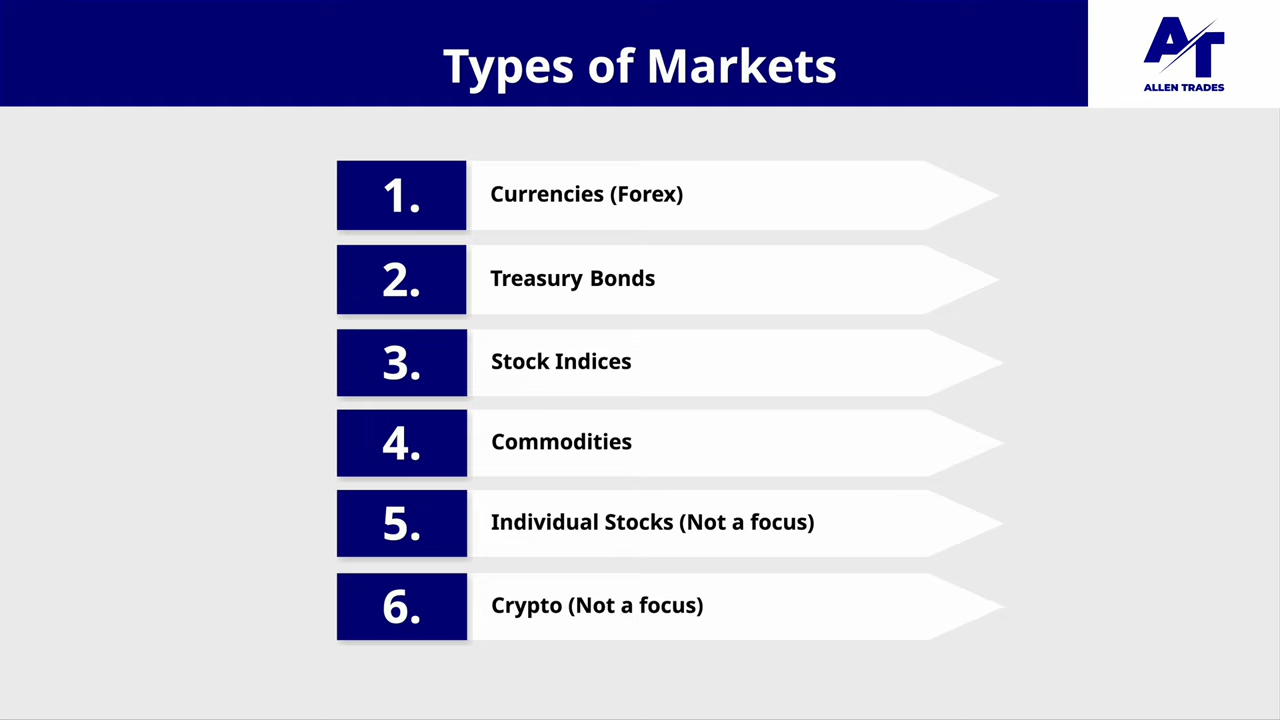 Types of Markets
AT
ALLEN TRADES
1.
Currencies (Forex)
2.
Treasury Bonds
3.
Stock Indices
4.
Commodities
5.
Individual Stocks (Not a focus)
6.
Crypto (Not a focus)